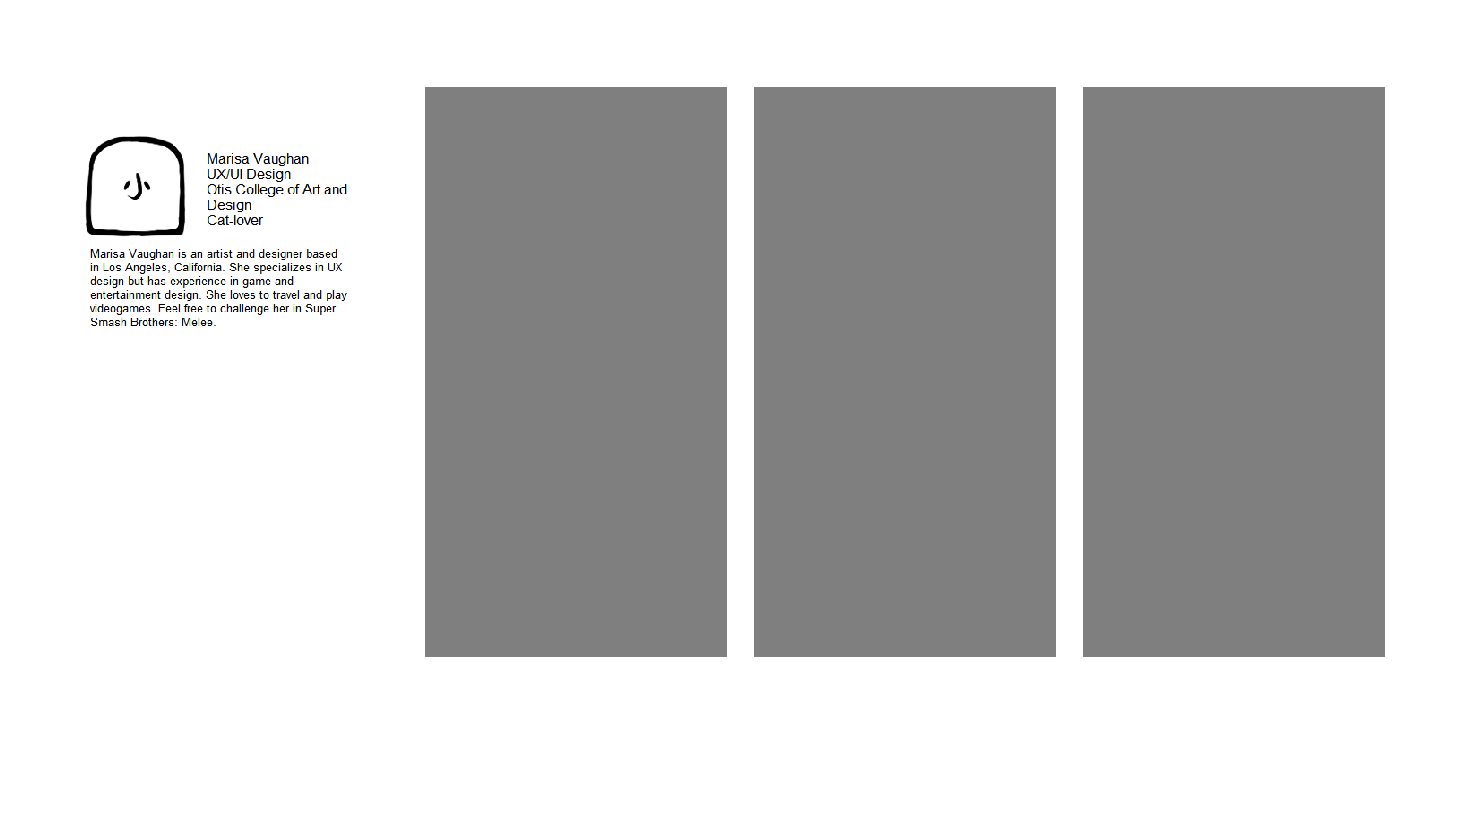 小
Marisa Vaughan
UX/UI Design
Otis College of Art and
Design
Cat-lover
Marisa Vaughan is an artist and designer based
in Los Angeles, California. She specializes in UX
design but has experience in game and
entertainment design. She loves to travel and play
videogames. Feel free to challenge her in Super
Smash Brothers: Melee.